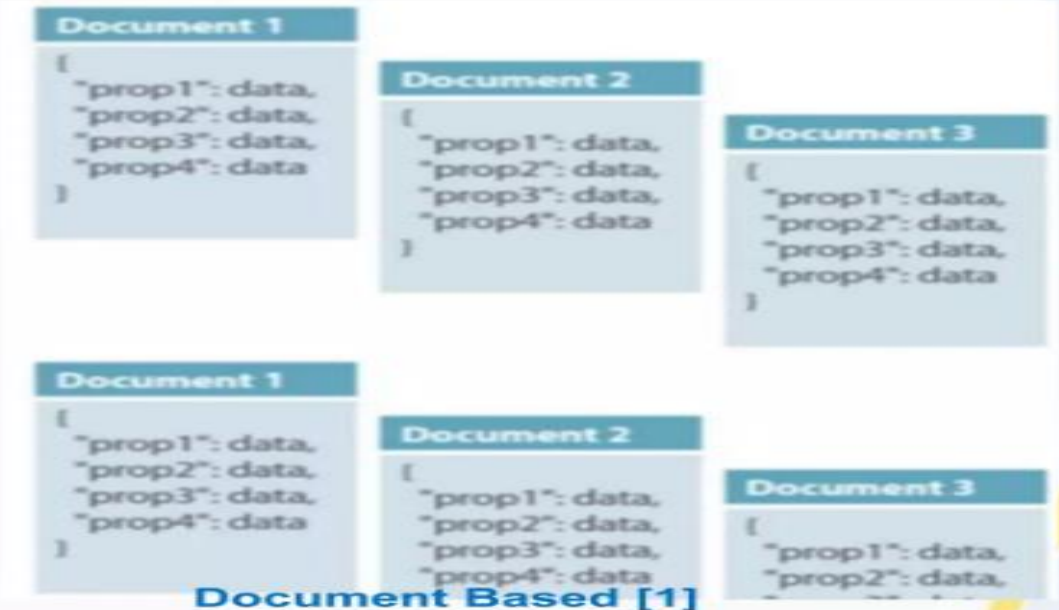 Document 1
{
"prop1": data,
"prop2": data,
"prop3": data,
"prop4": data
}
Document 2
{
"prop1": data,
"prop2": data,
"prop3": data,
"prop4": data
}
Document 3
{
"prop1": data,
"prop2": data,
"prop3": data,
"prop4": data
}
Document 1
{
"prop1": data,
"prop2": data,
"prop3": data,
"prop4": data
}
Document 2
{
"prop1": data,
"prop2": data,
"prop3": data,
"prop4": data
Document 3
{
"prop1": data,
"prop2": data,
Document Based [1]